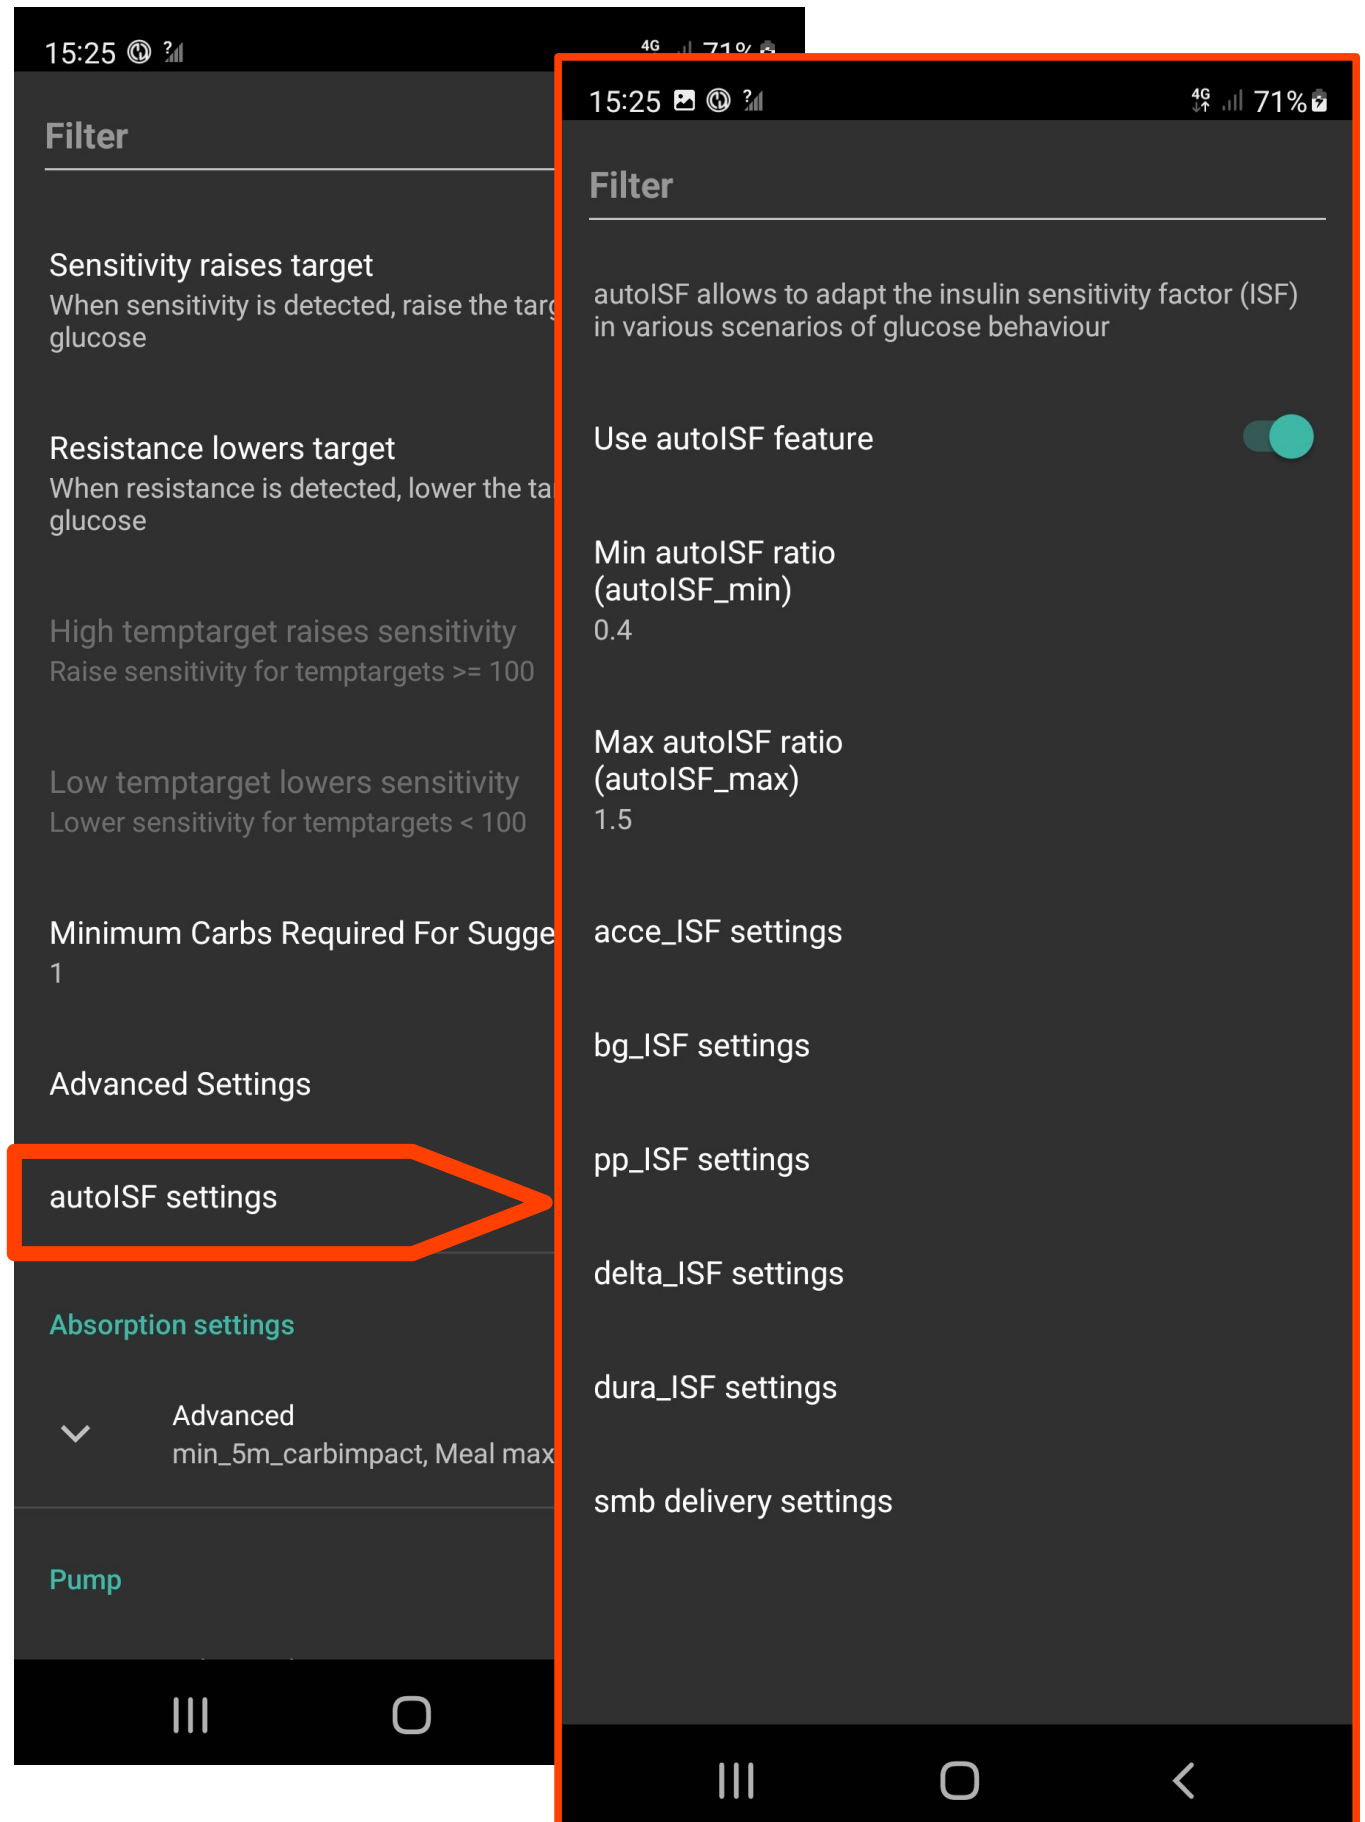 15:25
4G 71%
Filter
Sensitivity raises target
When sensitivity is detected, raise the
glucose
Resistance lowers target
When resistance is detected, lower the
glucose
High temptarget raises sensitivity
Raise sensitivity for temptargets >= 100
Low temptarget lowers sensitivity
Lower sensitivity for temptargets < 100
Minimum Carbs Required For
1
Advanced Settings
autoISF settings
Absorption settings
Advanced
min_5m_carbimpact, Meal max
Pump
15:25
4G 71%
Filter
autoISF allows to adapt the insulin sensitivity factor (ISF)
in various scenarios of glucose behaviour
Use autoISF feature
Min autoISF ratio
(autoISF_min)
0.4
Max autoISF ratio
(autoISF_max)
1.5
acce_ISF settings
bg_ISF settings
pp_ISF settings
delta_ISF settings
dura_ISF settings
smb delivery settings